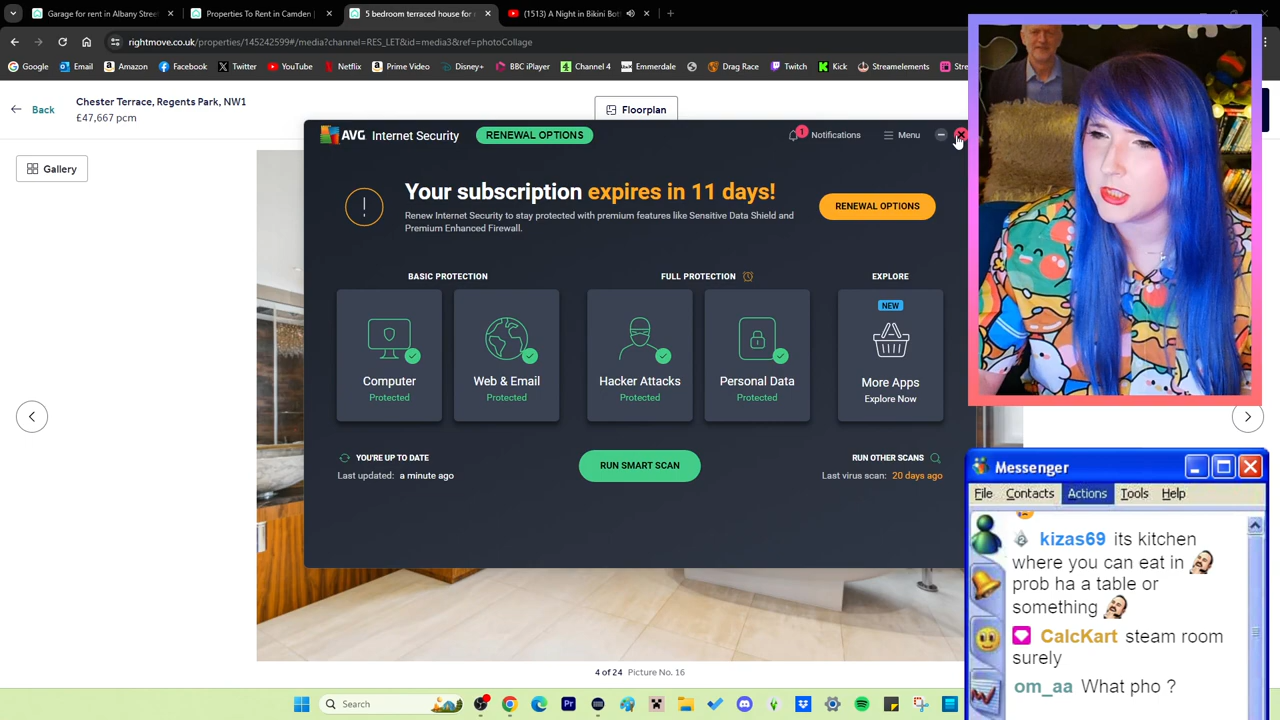 Garage for rent in Albany Stree
Properties To Rent in Camden
5 bedroom terraced house for r
(1513) A Night in Bikini Bot
rightmove.co.uk/properties/145242599#/media?channel=RES_LET&id=media3&ref=photoCollage
Google Email Amazon Facebook Twitter YouTube Netflix Prime Video Disney+ BBC iPlayer Channel 4 Emmerdale Drag Race Twitch Kick Streamelements
Back
Chester Terrace, Regents Park, NW1
£47,667 pcm
Floorplan
Gallery
AVG Internet Security RENEWAL OPTIONS
1 Notifications Menu
Your subscription expires in 11 days!
Renew Internet Security to stay protected with premium features like Sensitive Data Shield and
Premium Enhanced Firewall.
RENEWAL OPTIONS
BASIC PROTECTION FULL PROTECTION EXPLORE
NEW
Computer Web & Email Hacker Attacks Personal Data More Apps
Protected Protected Protected Protected Explore Now
YOU'RE UP TO DATE
Last updated: a minute ago
RUN SMART SCAN
RUN OTHER SCANS
Last virus scan: 20 days ago
4 of 24 Picture No. 16
Search
Messenger
File Contacts Actions Tools Help
kizas69 its kitchen
where you can eat in
prob ha a table or
something
CalcKart steam room
surely
om_aa What pho ?